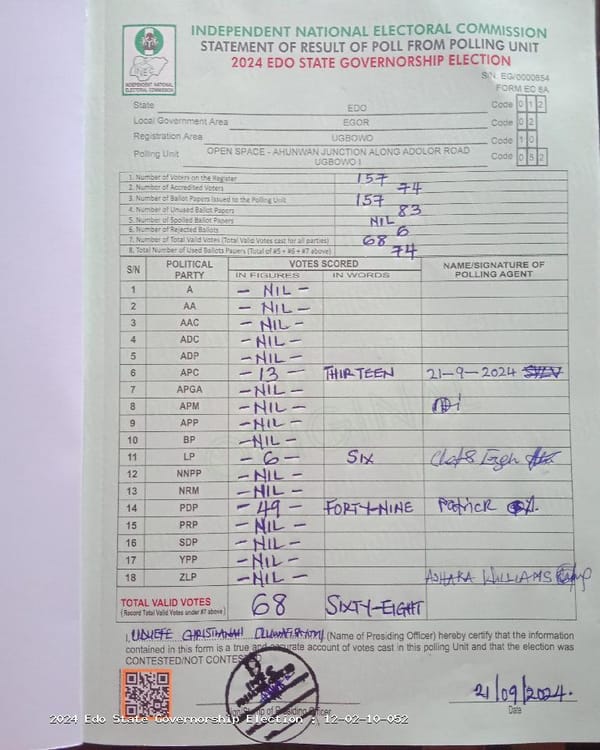 INDEPENDENT NATIONAL ELECTORAL COMMISSION
STATEMENT OF RESULT OF POLL FROM POLLING UNIT
2024 EDO STATE GOVERNORSHIP ELECTION
INDEPENDENT NATIONAL ELECTORAL COMMISSION
S/N. EG/0000854
FORM EC 8A
State EDO Code 0 1 2
Local Government Area EGOR Code 0 2
Registration Area UGBOWO Code 1 0
Polling Unit OPEN SPACE - AHUNWAN JUNCTION ALONG ADOLOR ROAD UGBOWO I Code 0 5 2
1. Number of Voters on the Register 157
2. Number of Accredited Voters 74
3. Number of Ballot Papers Issued to the Polling Unit 157
4. Number of Unused Ballot Papers 83
5. Number of Spoiled Ballot Papers NIL
6. Number of Rejected Ballots 6
7. Number of Total Valid Votes (Total Valid Votes cast for all parties) 68
8. Total Number of Used Ballots Papers (Total of #5 + #6 + #7 above) 74
S/N POLITICAL PARTY VOTES SCORED NAME/SIGNATURE OF POLLING AGENT
IN FIGURES IN WORDS
1 A - NIL -
2 AA - NIL -
3 AAC - NIL -
4 ADC - NIL -
5 ADP - NIL -
6 APC - 13 - THIRTEEN 21-9-2024
7 APGA - NIL -
8 APM - NIL -
9 APP - NIL -
10 BP - NIL -
11 LP - 6 - SIX
12 NNPP - NIL -
13 NRM - NIL -
14 PDP - 49 - FORTY-NINE Patrick
15 PRP - NIL -
16 SDP - NIL -
17 YPP - NIL -
18 ZLP - NIL - WILLIAMS
TOTAL VALID VOTES 68 SIXTY-EIGHT
(Record Total Valid Votes under #7 above)
I, CHRISTIANAH (Name of Presiding Officer) hereby certify that the information
contained in this form is a true and accurate account of votes cast in this polling Unit and that the election was
CONTESTED/NOT CONTESTED
Stamp of Presiding Officer
21/09/2024.
Date
2024 Edo State Governorship Election : 12-02-10-052